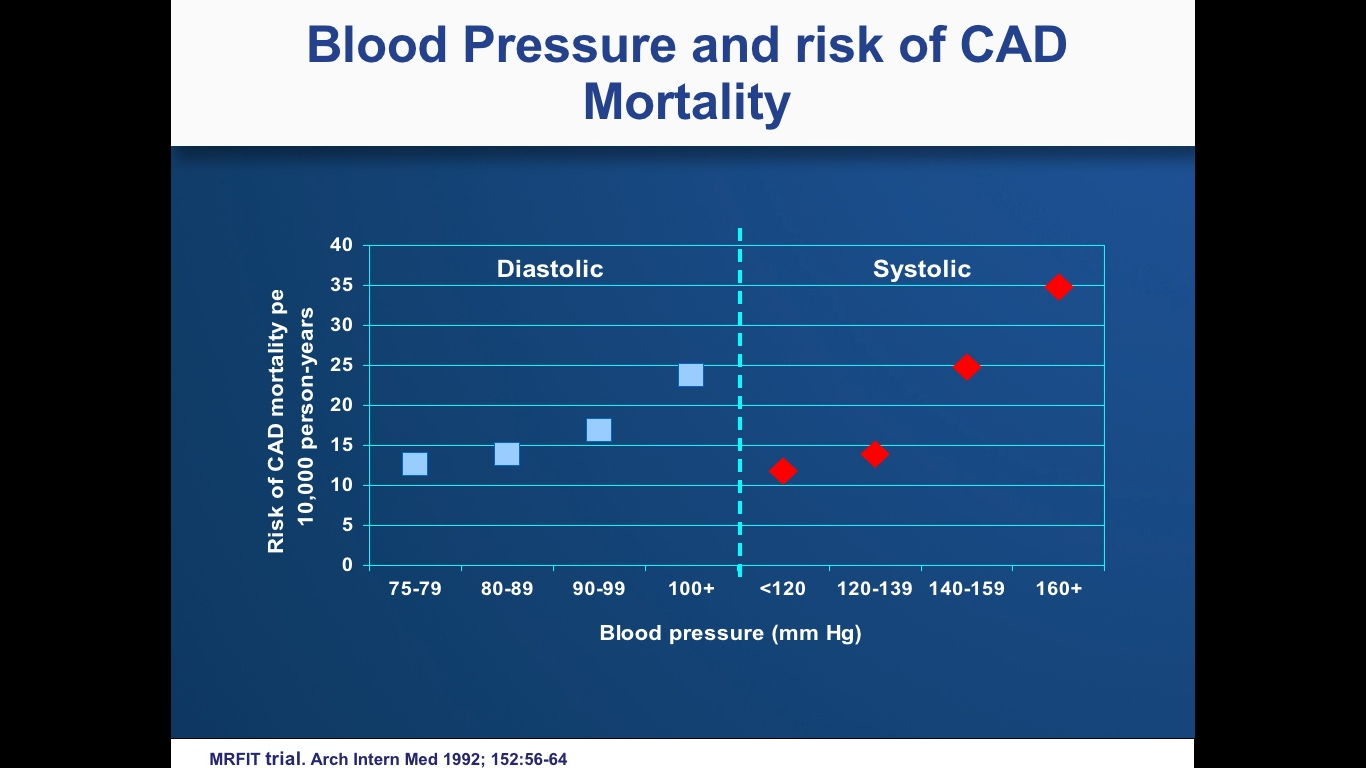 Blood Pressure and risk of CAD
Mortality
Risk of CAD mortality pe
10,000 person-years
40
35
30
25
20
15
10
5
0
Diastolic
Systolic
75-79 80-89 90-99 100+ <120 120-139 140-159 160+
Blood pressure (mm Hg)
MRFIT trial. Arch Intern Med 1992; 152:56-64